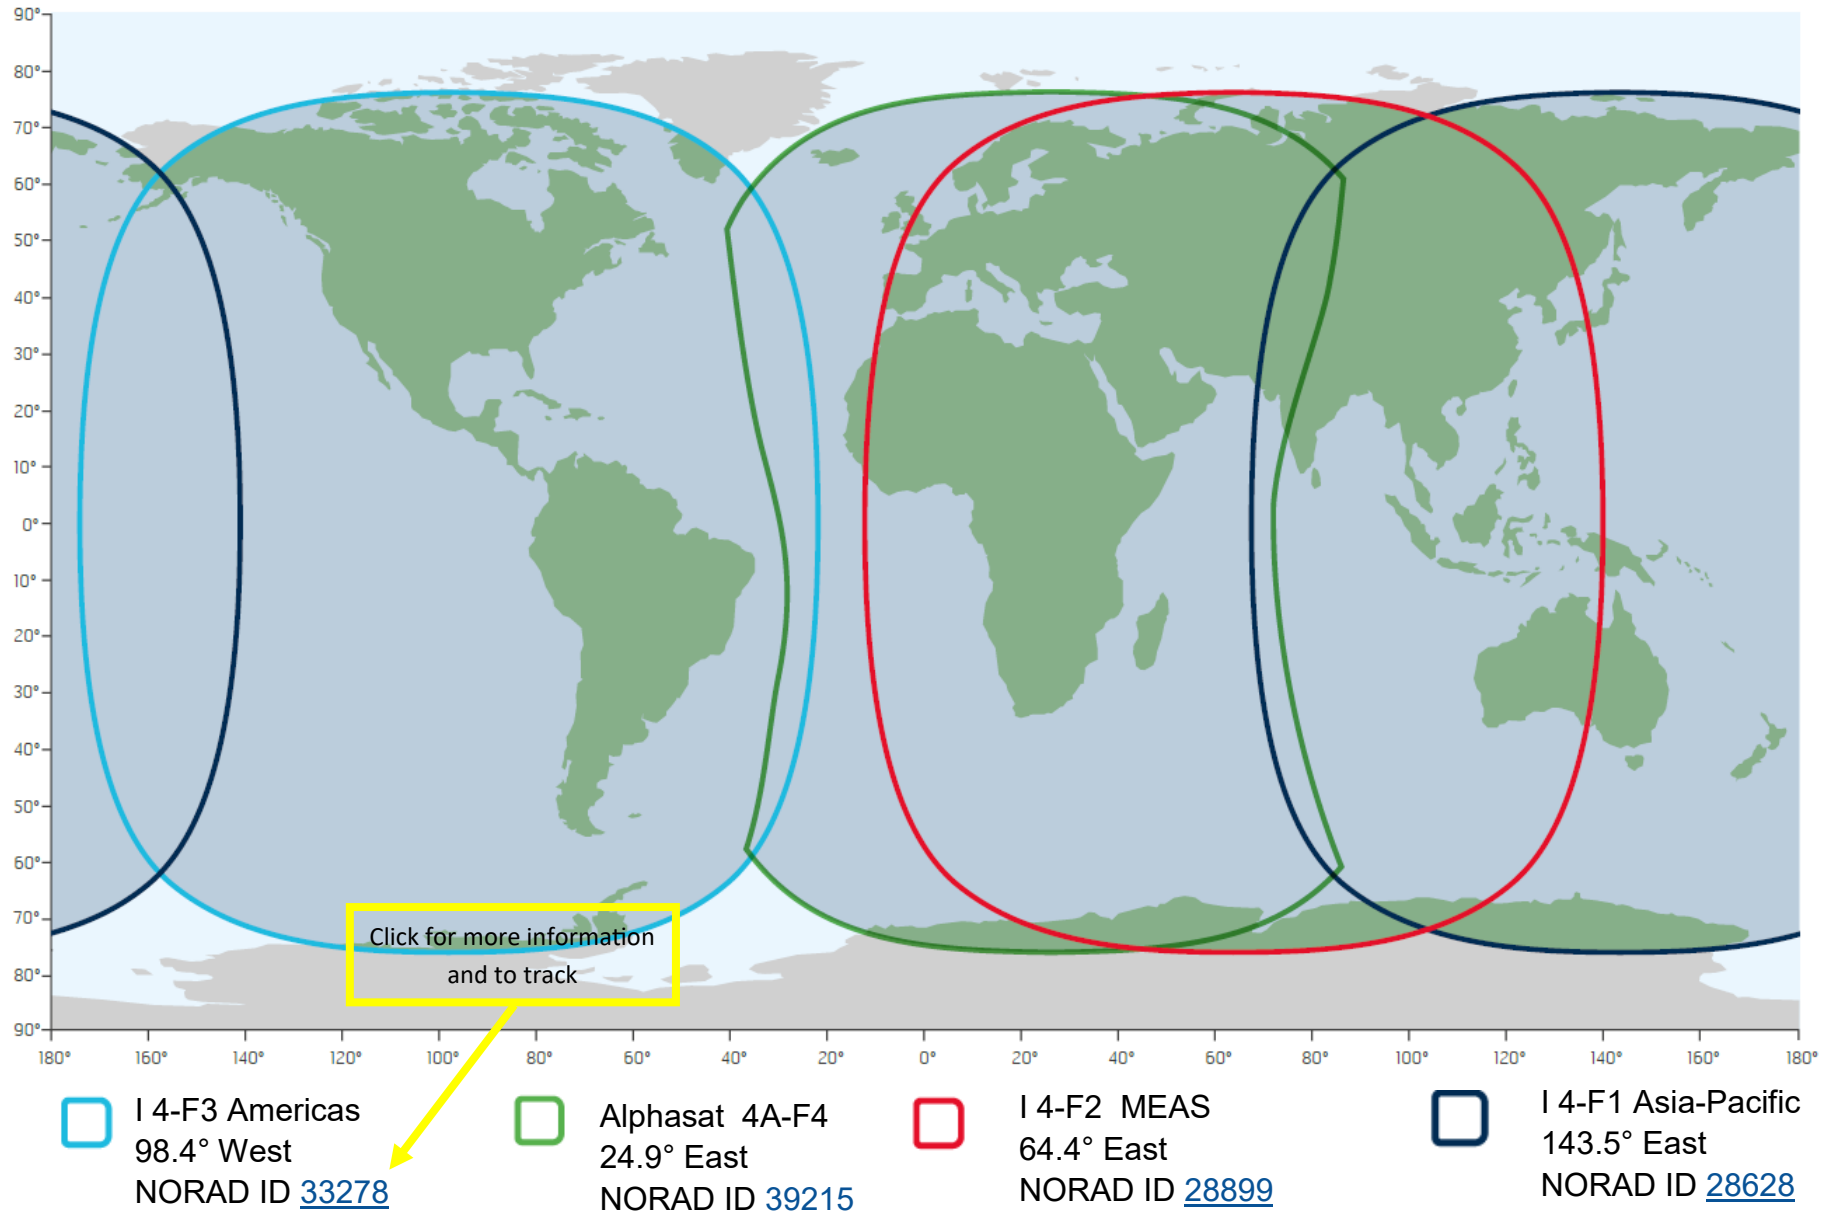 90°
80°
70°
60°
50°
40°
30°
20°
10°
0°
10°
20°
30°
40°
50°
60°
70°
80°
90°
180° 160° 140° 120° 100° 80° 60° 40° 20° 0° 20° 40° 60° 80° 100° 120° 140° 160° 180°
Click for more information
and to track
I 4-F3 Americas
98.4° West
NORAD ID 33278
Alphasat 4A-F4
24.9° East
NORAD ID 39215
I 4-F2 MEAS
64.4° East
NORAD ID 28899
I 4-F1 Asia-Pacific
143.5° East
NORAD ID 28628